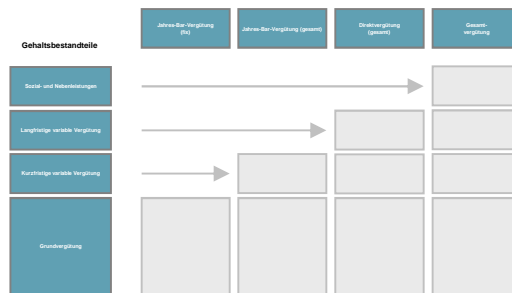 Jahres-Bar-Vergütung
(fix)
Jahres-Bar-Vergütung (gesamt)
Direktvergütung
(gesamt)
Gesamt-
vergütung
Gehaltsbestandteile
Sozial- und Nebenleistungen
Langfristige variable Vergütung
Kurzfristige variable Vergütung
Grundvergütung